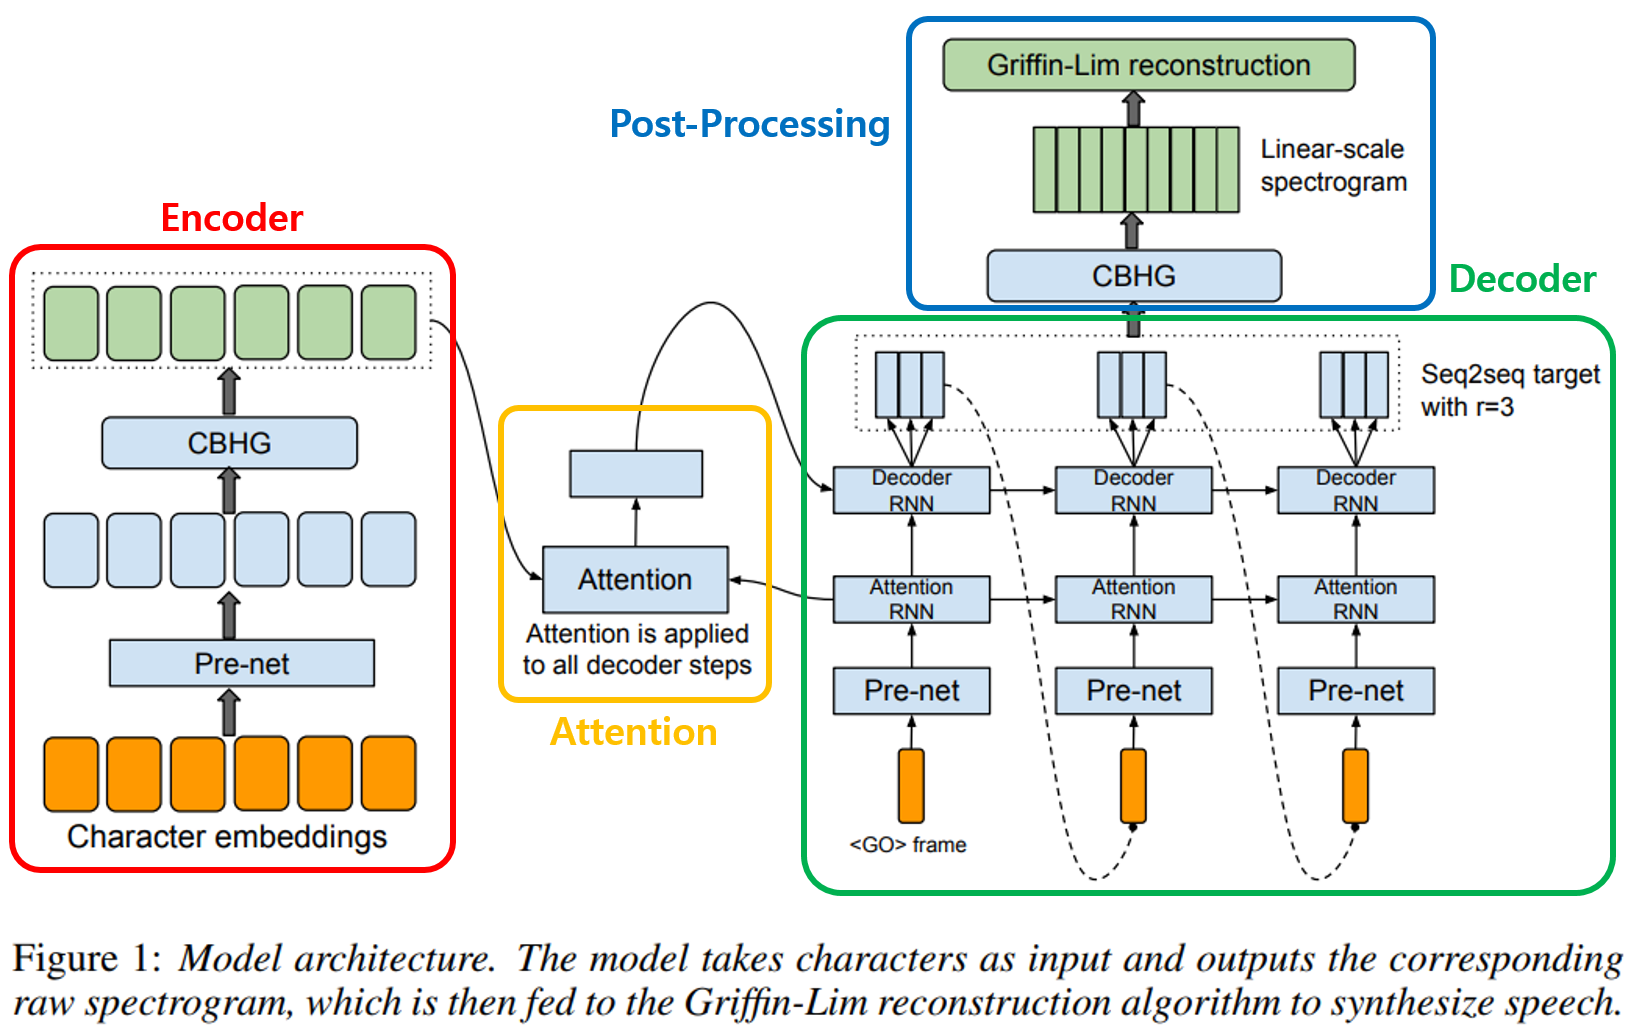 Post-Processing
Griffin-Lim reconstruction
Linear-scale
spectrogram
CBHG
Encoder
CBHG
Pre-net
Character embeddings
Attention
Attention is applied
to all decoder steps
Attention
Decoder
Seq2seq target
with r=3
Decoder
RNN
Decoder
RNN
Decoder
RNN
Attention
RNN
Attention
RNN
Attention
RNN
Pre-net
Pre-net
Pre-net
<GO> frame
Figure 1: Model architecture. The model takes characters as input and outputs the corresponding
raw spectrogram, which is then fed to the Griffin-Lim reconstruction algorithm to synthesize speech.